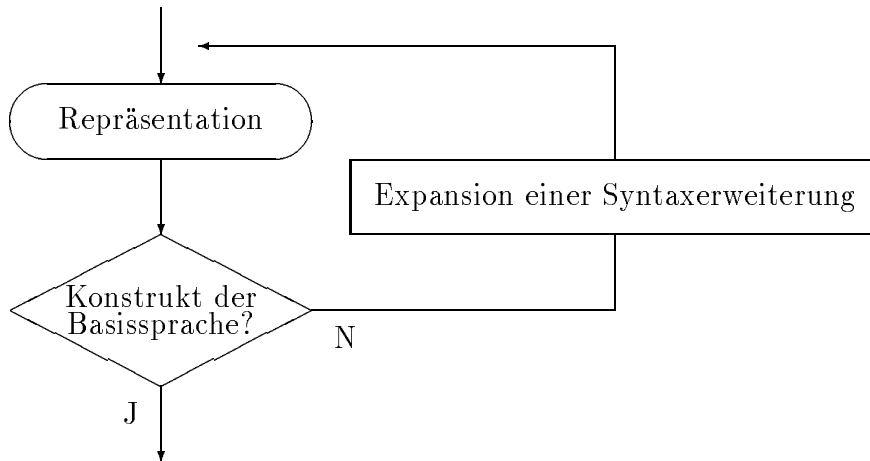 Repräsentation
Expansion einer Syntaxerweiterung
Konstrukt der
Basissprache?
N
J